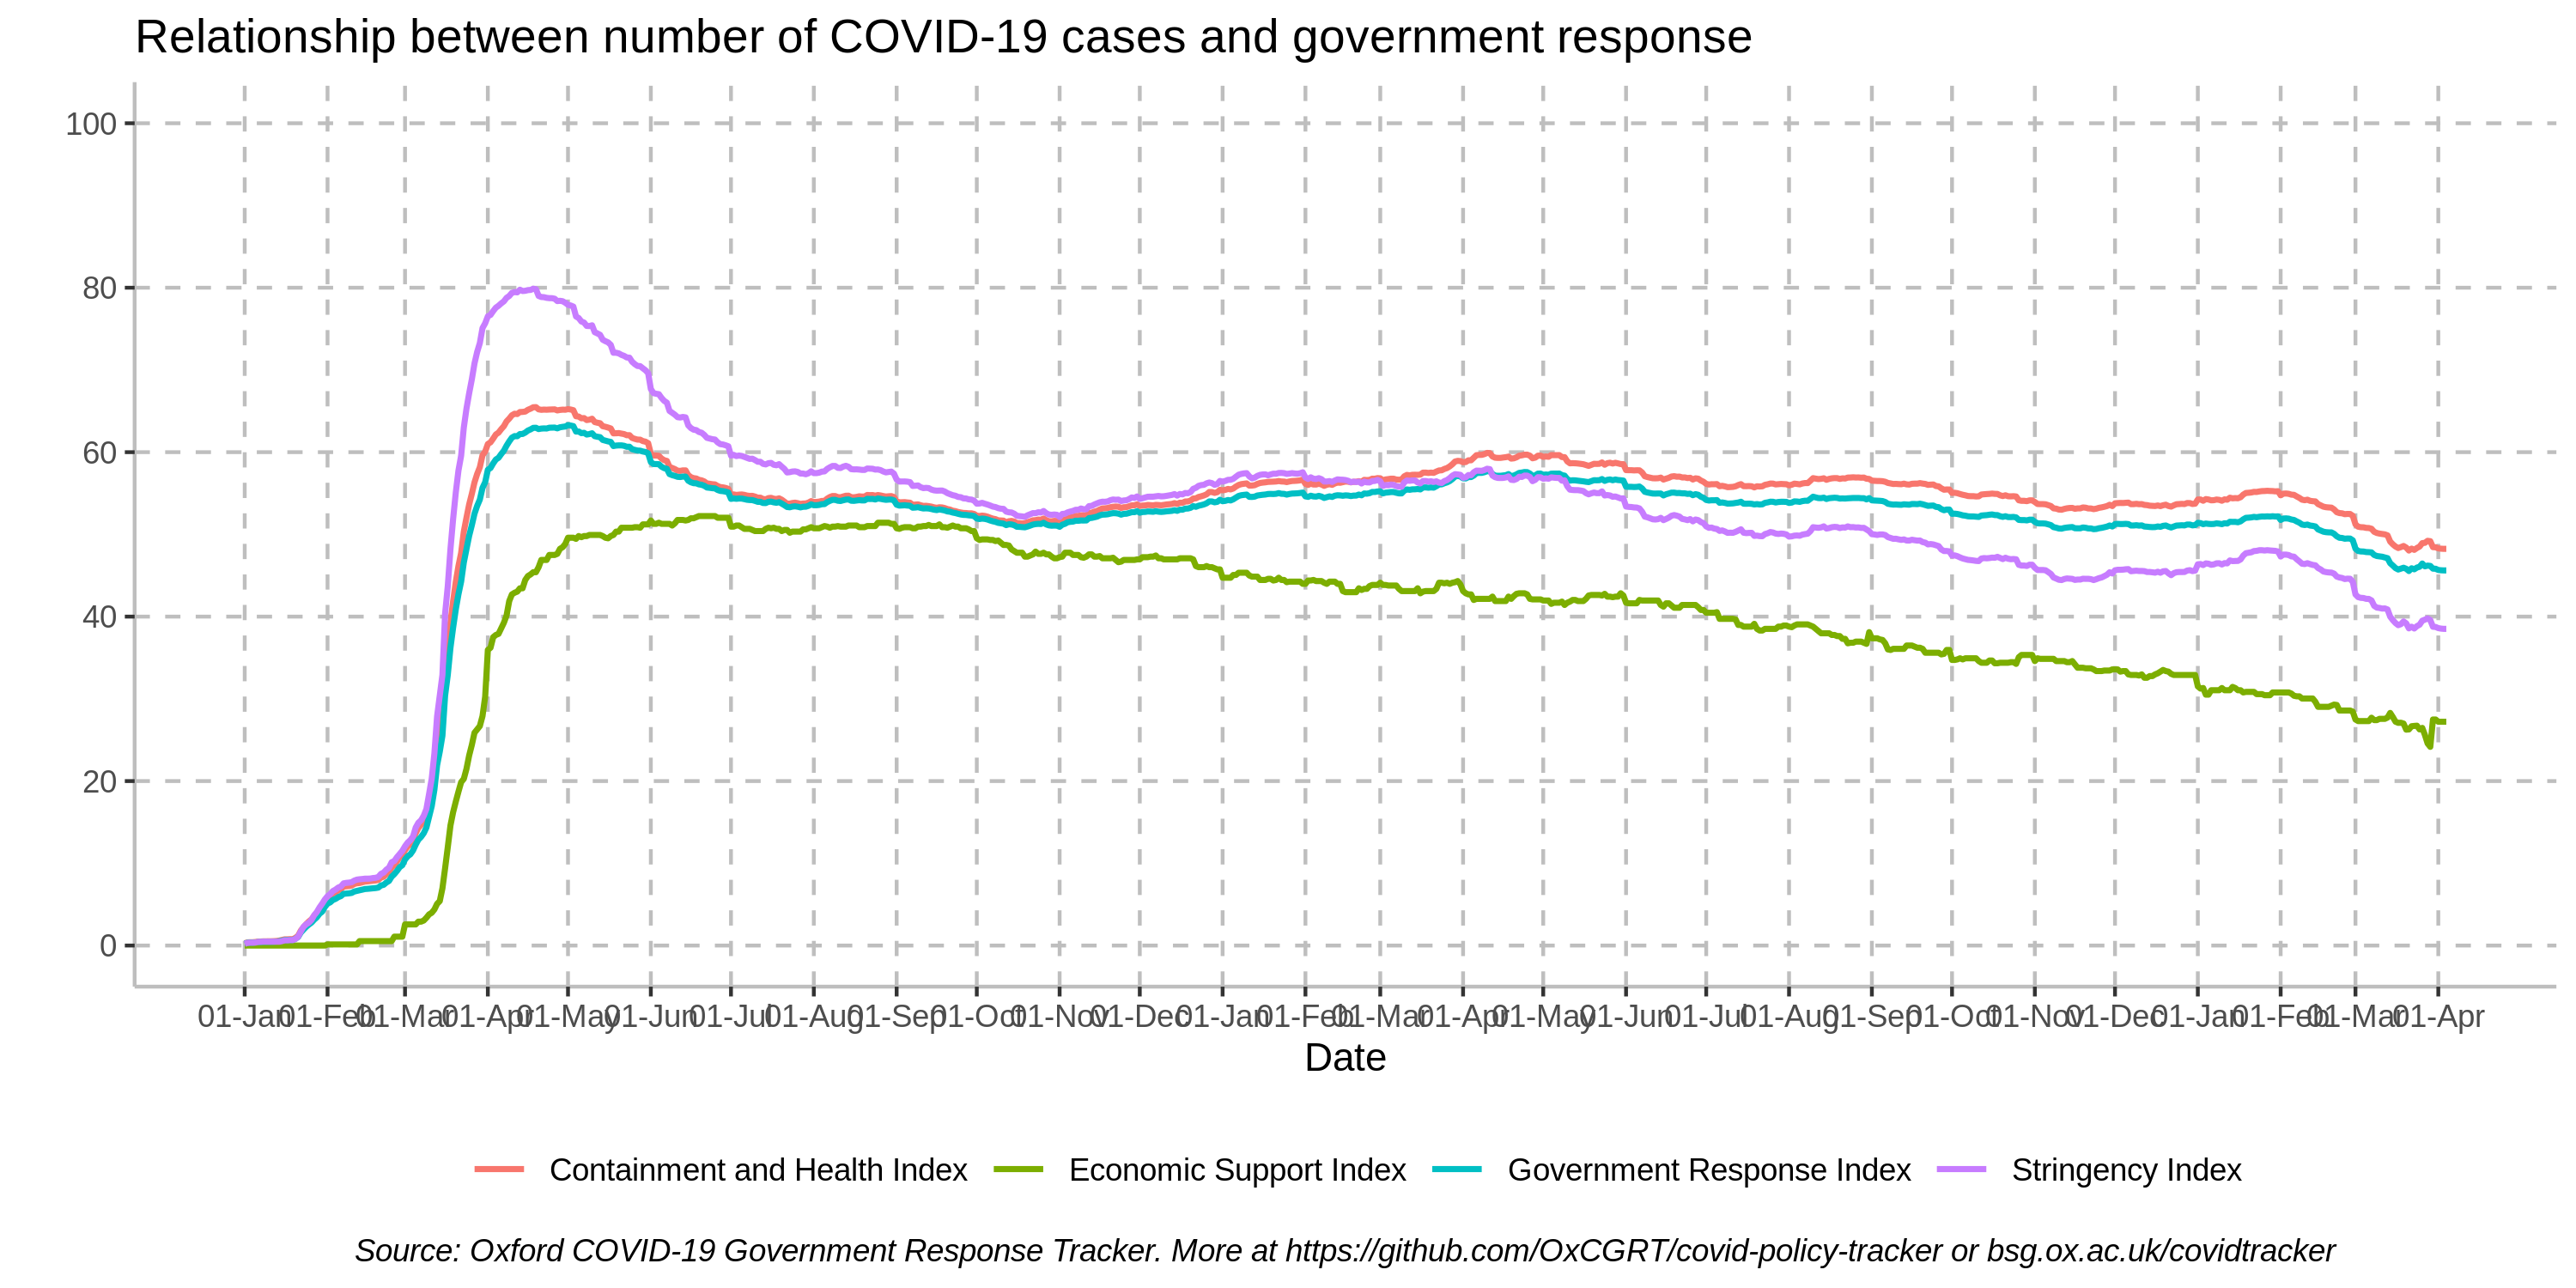 Relationship between number of COVID-19 cases and government response
100
80
60
40
20
0
01-Jan 01-Feb 01-Mar 01-Apr 01-May 01-Jun 01-Jul 01-Aug 01-Sep 01-Oct 01-Nov 01-Dec 01-Jan 01-Feb 01-Mar 01-Apr 01-May 01-Jun 01-Jul 01-Aug 01-Sep 01-Oct 01-Nov 01-Dec 01-Jan 01-Feb 01-Mar 01-Apr
Date
Containment and Health Index Economic Support Index Government Response Index Stringency Index
Source: Oxford COVID-19 Government Response Tracker. More at https://github.com/OxCGRT/covid-policy-tracker or bsg.ox.ac.uk/covidtracker